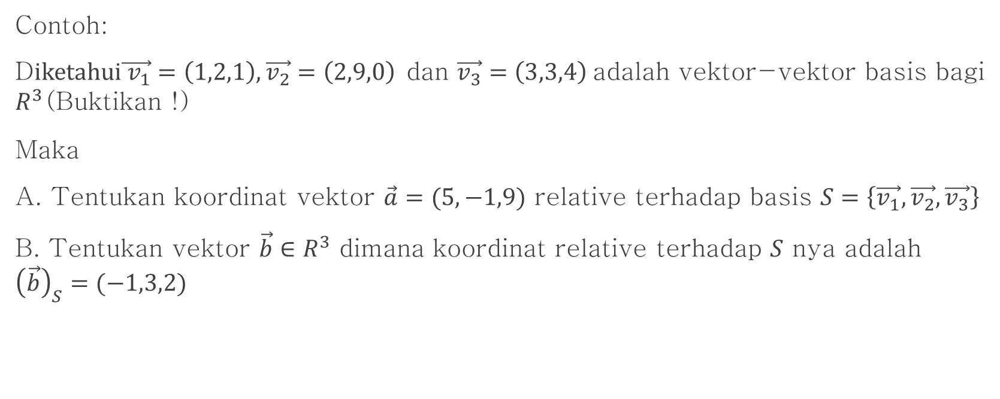 Contoh:
Diketahui $\overrightarrow{v_1} = (1,2,1), \overrightarrow{v_2} = (2,9,0)$ dan $\overrightarrow{v_3} = (3,3,4)$ adalah vektor-vektor basis bagi
$R^3$ (Buktikan !)
Maka
A. Tentukan koordinat vektor $\vec{a} = (5,-1,9)$ relative terhadap basis $S = \{\overrightarrow{v_1}, \overrightarrow{v_2}, \overrightarrow{v_3}\}$
B. Tentukan vektor $\vec{b} \in R^3$ dimana koordinat relative terhadap $S$ nya adalah
$(\vec{b})_S = (-1,3,2)$